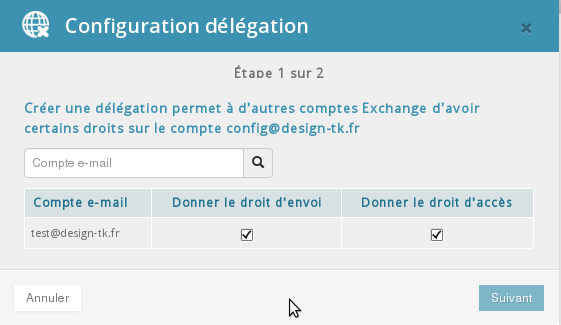 Configuration délégation
Étape 1 sur 2
Créer une délégation permet à d'autres comptes Exchange d'avoir
certains droits sur le compte config@design-tk.fr
Compte e-mail
Compte e-mail Donner le droit d'envoi Donner le droit d'accès
test@design-tk.fr
Annuler Suivant